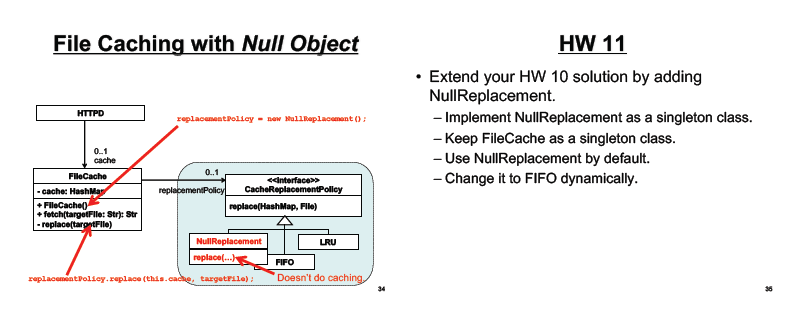 File Caching with Null Object
HTTPD
replacementPolicy = new NullReplacement();
0..1
cache
FileCache
- cache: HashMap
+ FileCache()
+ fetch(targetFile: Str): Str
- replace(targetFile)
0..1
replacementPolicy
<<interface>>
CacheReplacementPolicy
replace(HashMap, File)
NullReplacement
replace(…)
LRU
FIFO
replacementPolicy.replace(this.cache, targetFile);
Doesn't do caching.
34
HW 11
• Extend your HW 10 solution by adding
NullReplacement.
– Implement NullReplacement as a singleton class.
– Keep FileCache as a singleton class.
– Use NullReplacement by default.
– Change it to FIFO dynamically.
35